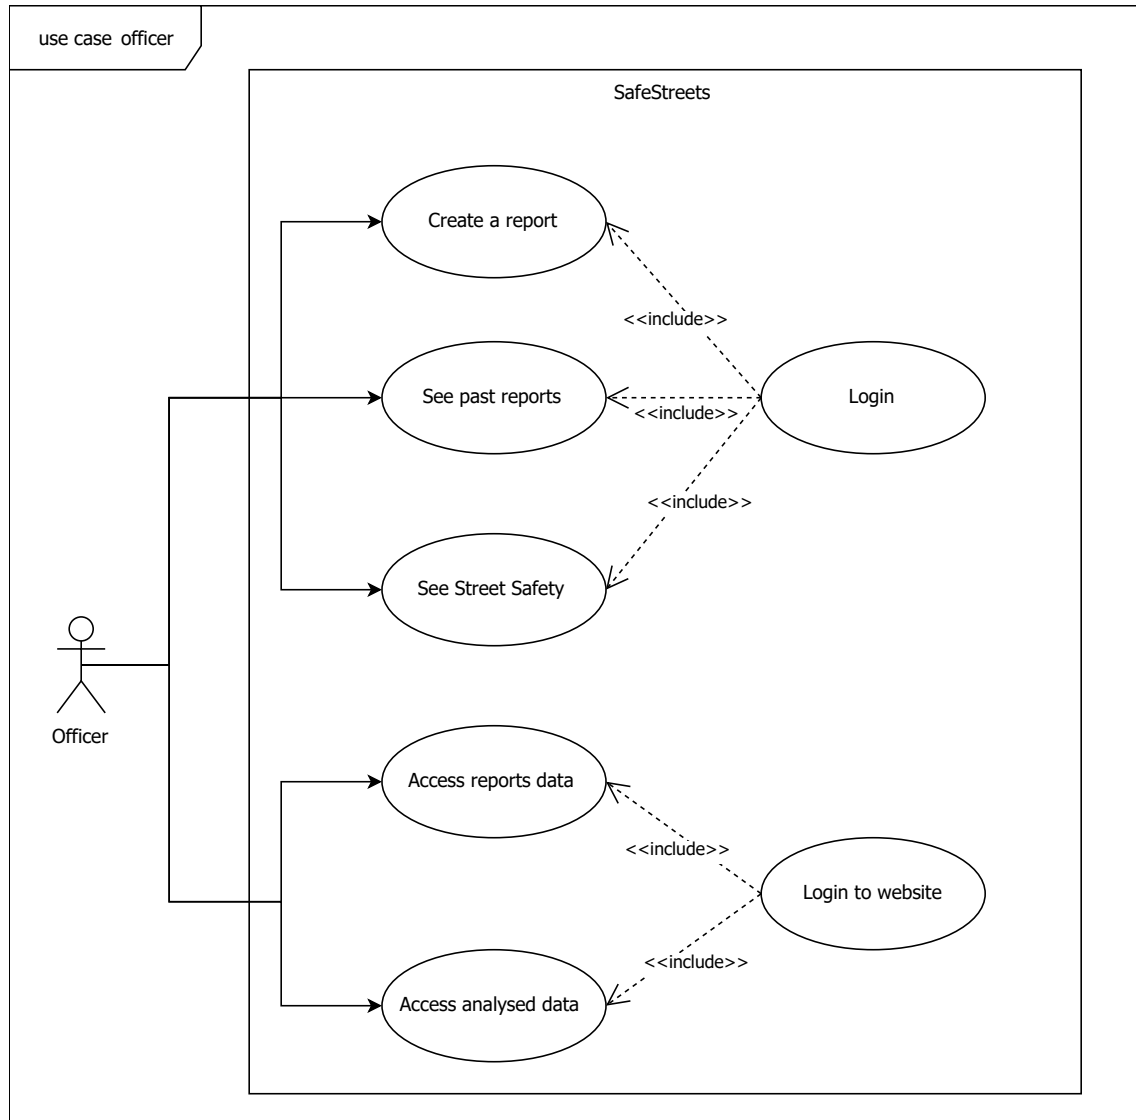 use case officer
SafeStreets
Create a report
<<include>>
See past reports
Login
<<include>>
<<include>>
See Street Safety
Officer
Access reports data
<<include>>
Login to website
<<include>>
Access analysed data